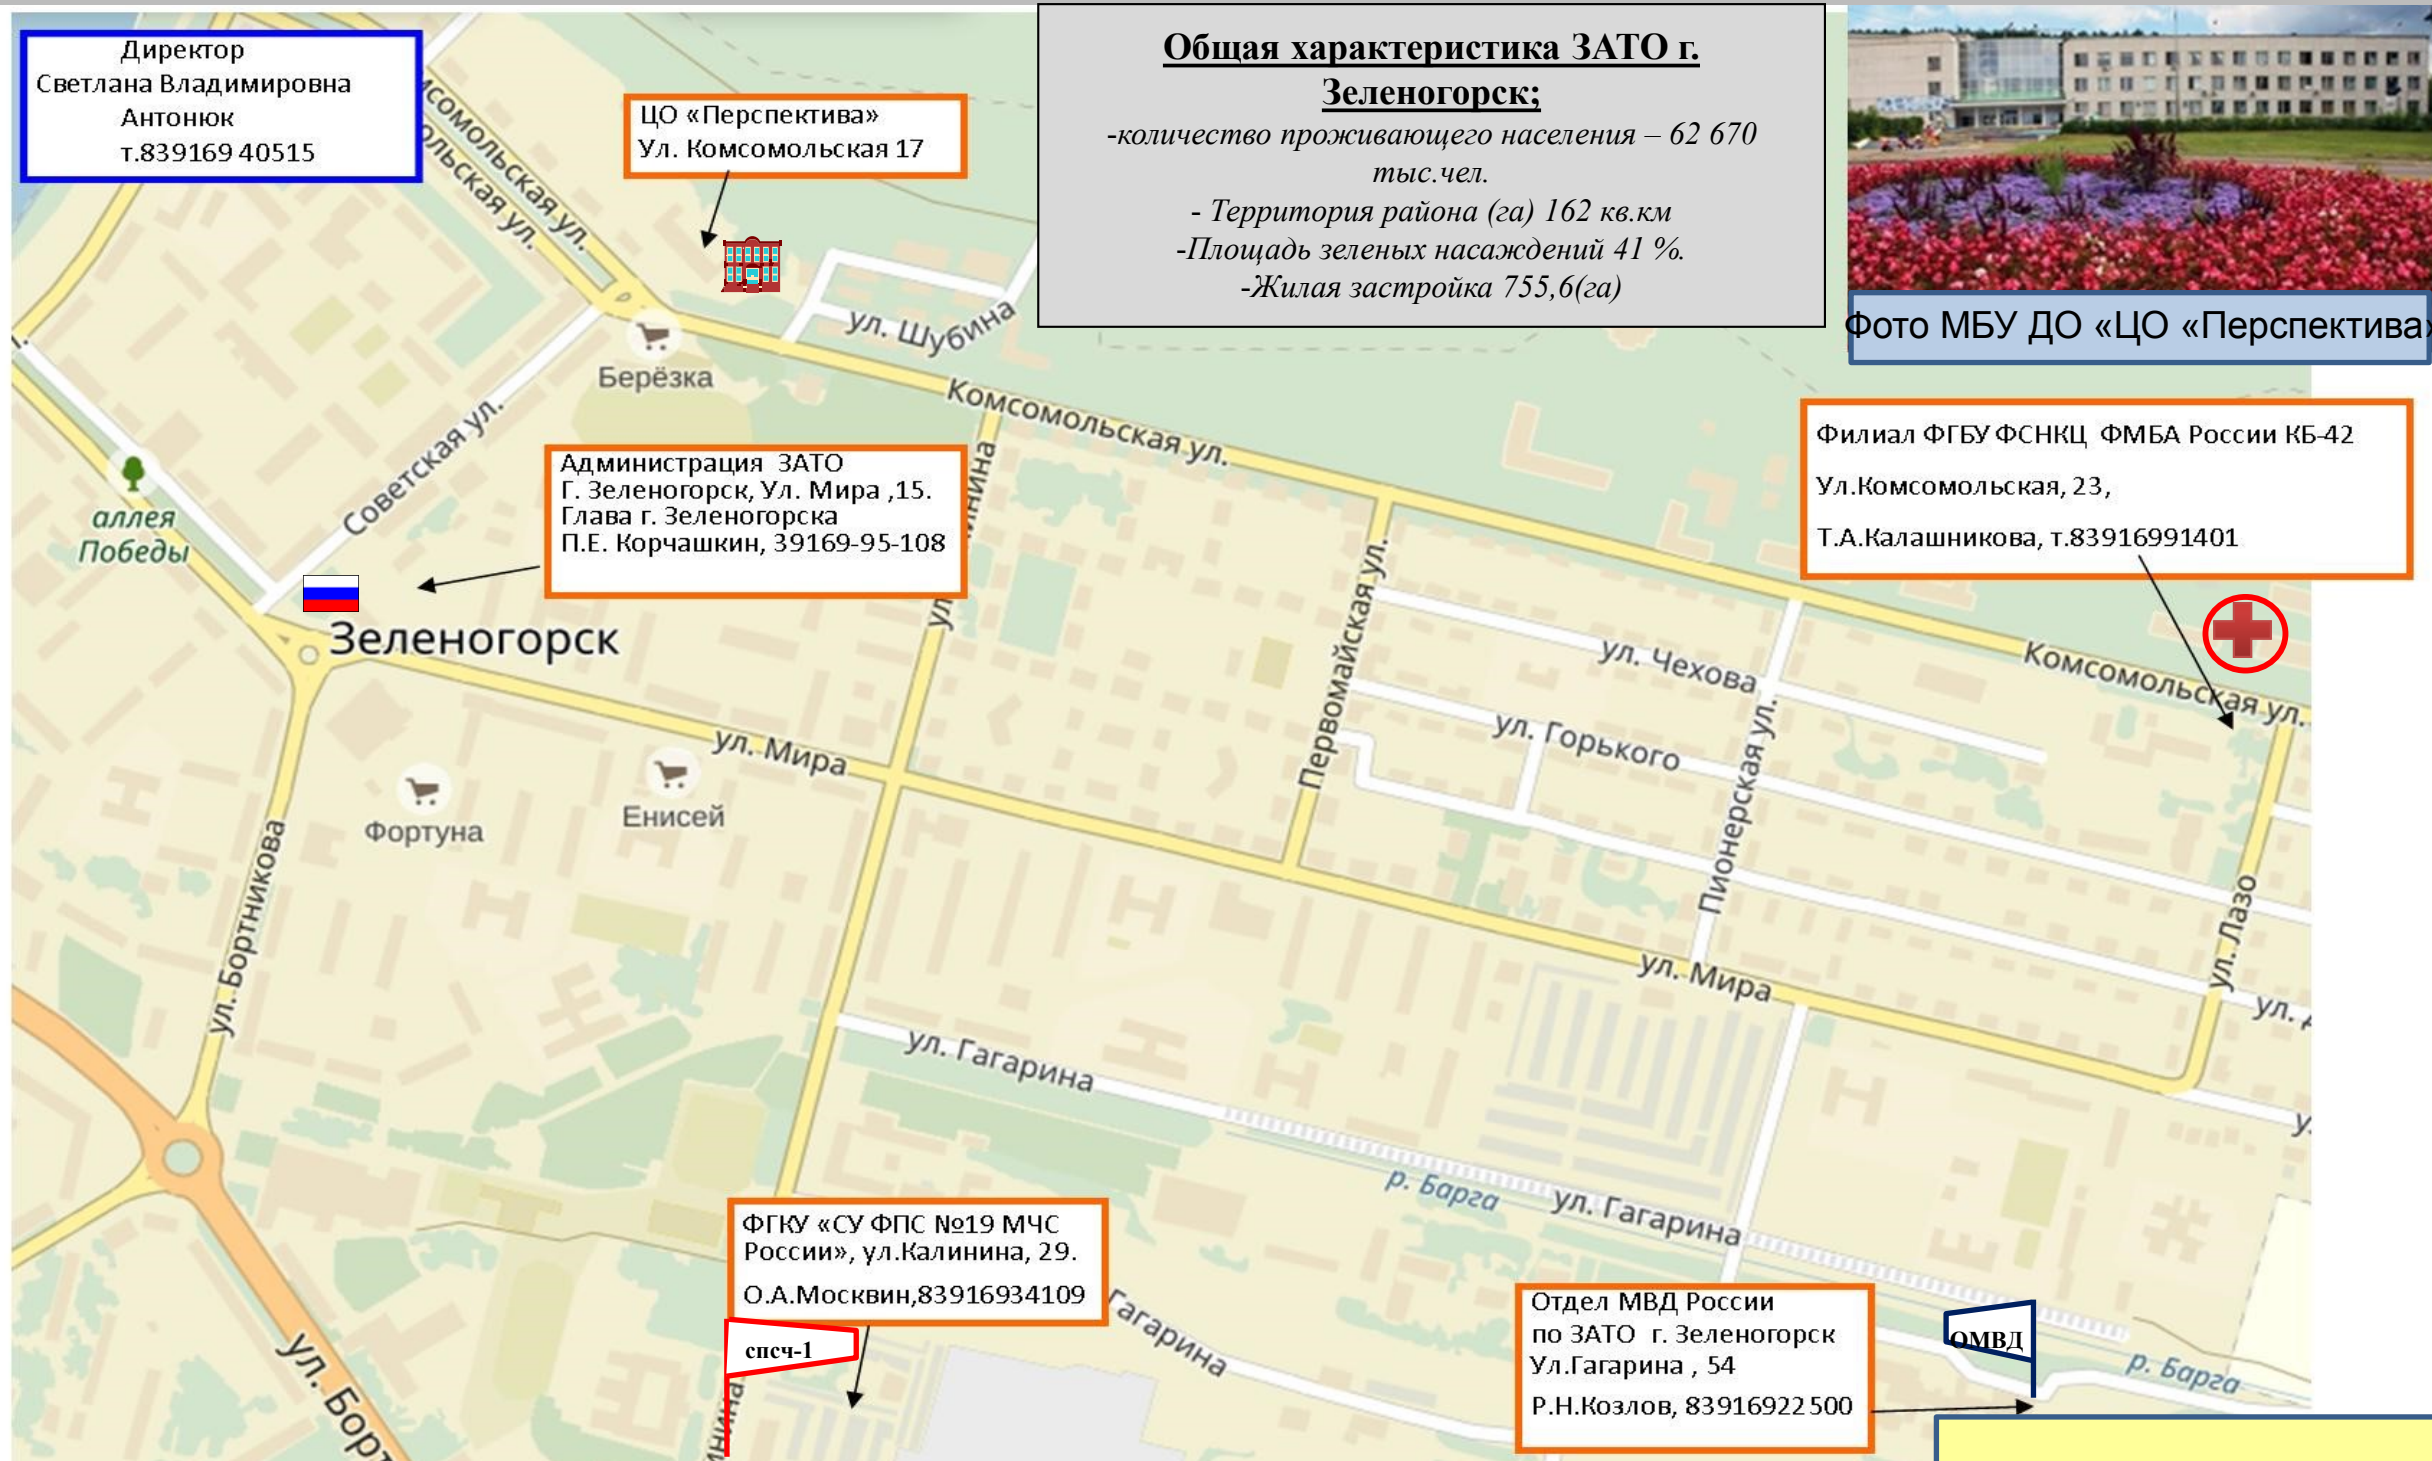 Директор
Светлана Владимировна
Антонюк
т.839169 40515
ЦО «Перспектива»
Ул. Комсомольская 17
Общая характеристика ЗАТО г.
Зеленогорск;
-количество проживающего населения – 62 670
тыс.чел.
- Территория района (га) 162 кв.км
-Площадь зеленых насаждений 41 %.
-Жилая застройка 755,6(га)
Фото МБУ ДО «ЦО «Перспектива»
Комсомольская ул.
ул. Шубина
Берёзка
Комсомольская ул.
Советская ул.
аллея
Победы
Администрация ЗАТО
Г. Зеленогорск, Ул. Мира ,15.
Глава г. Зеленогорска
П.Е. Корчашкин, 39169-95-108
Филиал ФГБУ ФСНКЦ ФМБА России КБ-42
Ул.Комсомольская, 23,
Т.А.Калашникова, т.83916991401
Зеленогорск
Первомайская ул.
ул. Чехова
Комсомольская ул.
ул. Горького
Пионерская ул.
ул. Мира
Фортуна
Енисей
ул. Бортникова
ул. Лазо
ул. Мира
ул. Гагарина
р. Барга
ул. Гагарина
ФГКУ «СУ ФПС №19 МЧС
России», ул.Калинина, 29.
О.А.Москвин,83916934109
спсч-1
Гагарина
Отдел МВД России
по ЗАТО г. Зеленогорск
Ул.Гагарина , 54
Р.Н.Козлов, 83916922500
ОМВД
р. Барга
ул. Борт